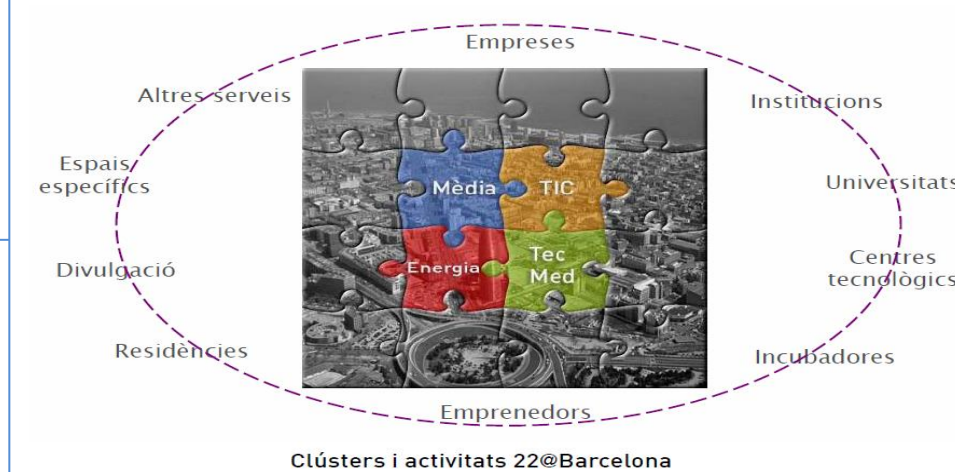 Empreses
Altres serveis
Institucions
Espais
específics
Mèdia
TIC
Universitats
Divulgació
Energia
Tec
Med
Centres
tecnològics
Residències
Incubadores
Emprenedors
Clústers i activitats 22@Barcelona